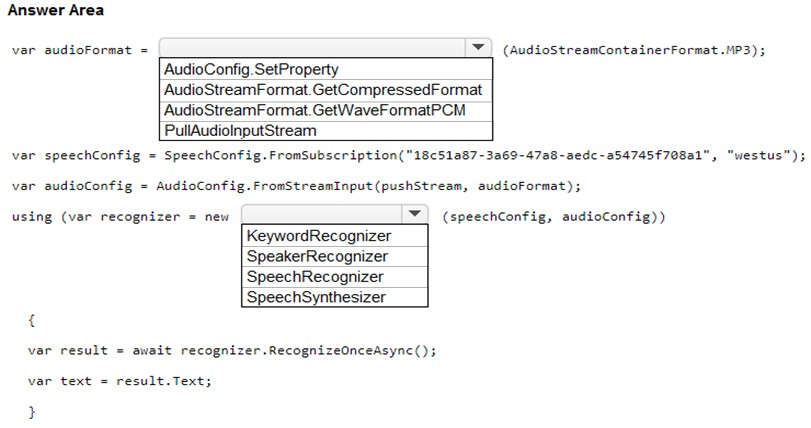 Answer Area
var audioFormat = (AudioStreamContainerFormat.MP3);
AudioConfig.SetProperty
AudioStreamFormat.GetCompressedFormat
AudioStreamFormat.GetWaveFormatPCM
PullAudioInputStream
var speechConfig = SpeechConfig.FromSubscription("18c51a87-3a69-47a8-aedc-a54745f708a1", "westus");
var audioConfig = AudioConfig.FromStreamInput(pushStream, audioFormat);
using (var recognizer = new (speechConfig, audioConfig))
KeywordRecognizer
SpeakerRecognizer
SpeechRecognizer
SpeechSynthesizer
{
var result = await recognizer.RecognizeOnceAsync();
var text = result.Text;
}